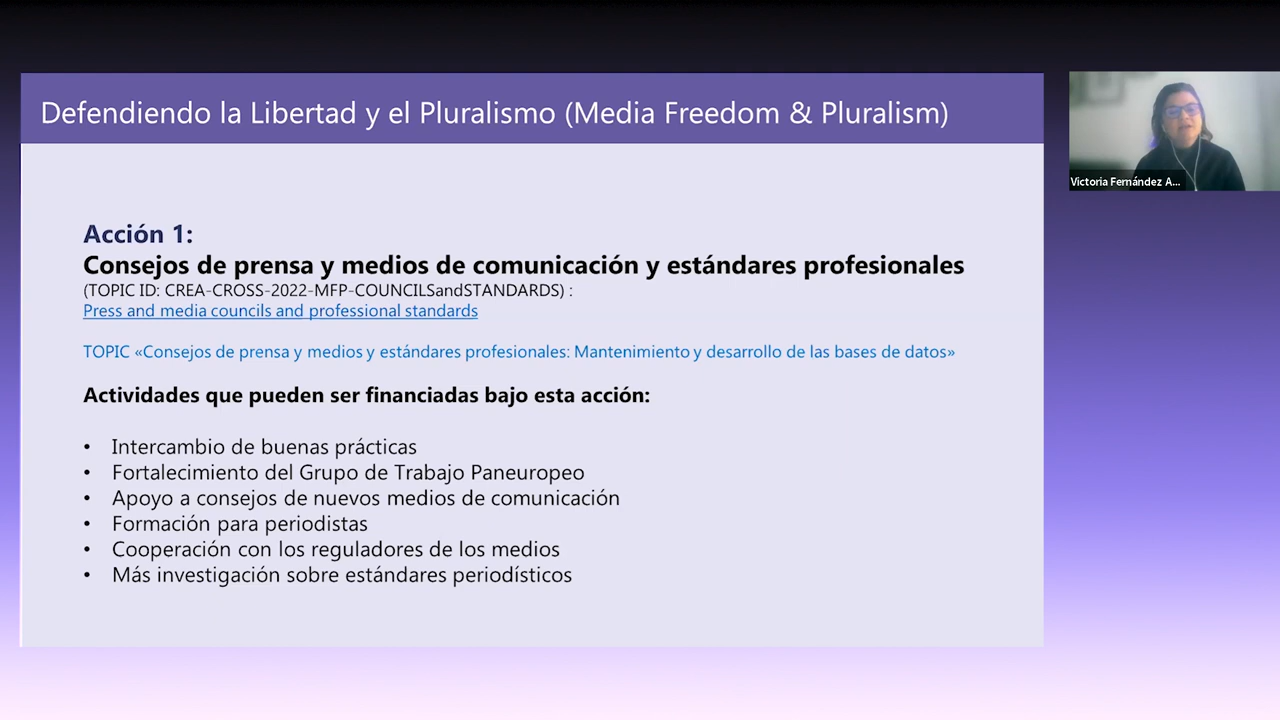 Defendiendo la Libertad y el Pluralismo (Media Freedom & Pluralism)
Victoria Fernández A...
Acción 1:
Consejos de prensa y medios de comunicación y estándares profesionales
(TOPIC ID: CREA-CROSS-2022-MFP-COUNCILSandSTANDARDS) :
Press and media councils and professional standards
TOPIC «Consejos de prensa y medios y estándares profesionales: Mantenimiento y desarrollo de las bases de datos»
Actividades que pueden ser financiadas bajo esta acción:
• Intercambio de buenas prácticas
• Fortalecimiento del Grupo de Trabajo Paneuropeo
• Apoyo a consejos de nuevos medios de comunicación
• Formación para periodistas
• Cooperación con los reguladores de los medios
• Más investigación sobre estándares periodísticos